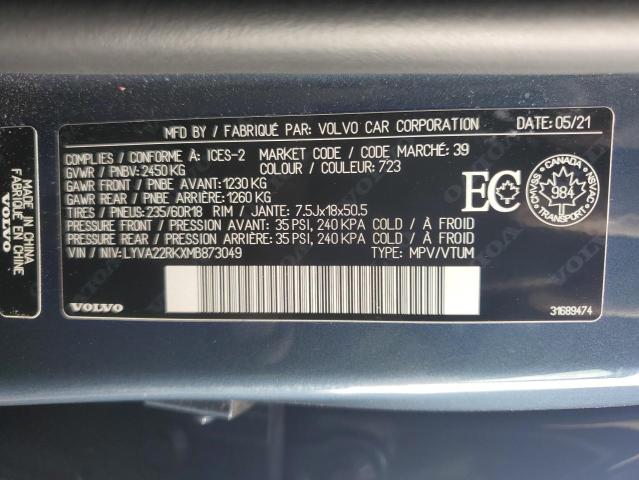 MFD BY / FABRIQUÉ PAR: VOLVO CAR CORPORATION DATE: 05/21
COMPLIES / CONFORME À: ICES-2 MARKET CODE / CODE MARCHÉ: 39
GVWR / PNBV: 2450 KG COLOUR / COULEUR: 723
GAWR FRONT / PNBE AVANT: 1230 KG
GAWR REAR / PNBE ARRIÈRE: 1260 KG
TIRES / PNEUS: 235/60R18 RIM / JANTE: 7.5Jx18x50.5
PRESSURE FRONT / PRESSION AVANT: 35 PSI, 240 KPA COLD / À FROID
PRESSURE REAR / PRESSION ARRIÈRE: 35 PSI, 240 KPA COLD / À FROID
VIN / NIV: LYVA22RKXMB873049 TYPE: MPV/VTUM
EC
CANADA
984
CMVSS
NSVAC
VOLVO
31689474
MADE IN CHINA
FABRIQUÉ EN CHINE
VOLVO